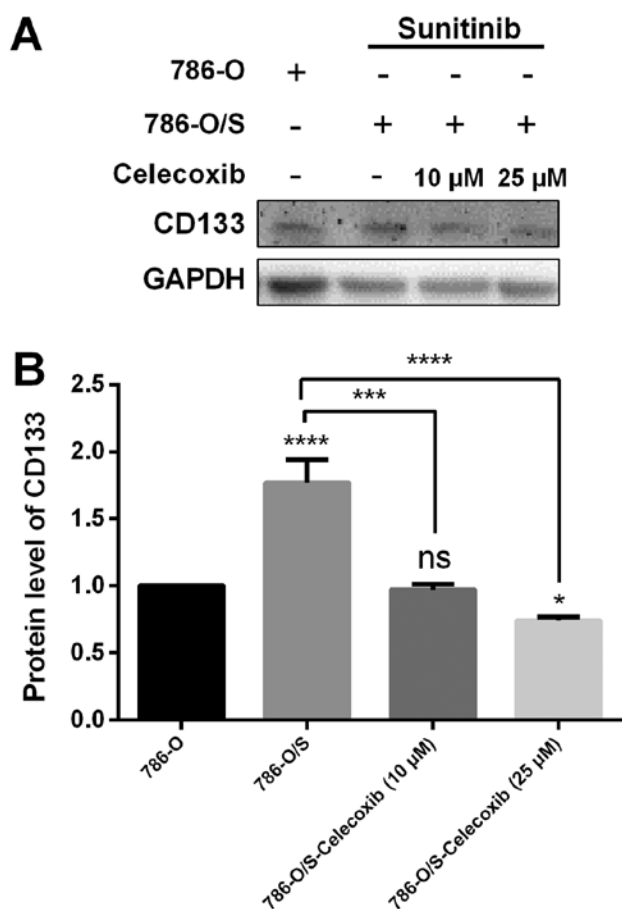 A
Sunitinib
786-O + - - -
786-O/S - + + +
Celecoxib - - 10 µM 25 µM
CD133
GAPDH
B
****
***
****
ns
*
Protein level of CD133
2.5
2.0
1.5
1.0
0.5
0.0
786-O
786-O/S
786-O/S-Celecoxib (10 µM)
786-O/S-Celecoxib (25 µM)